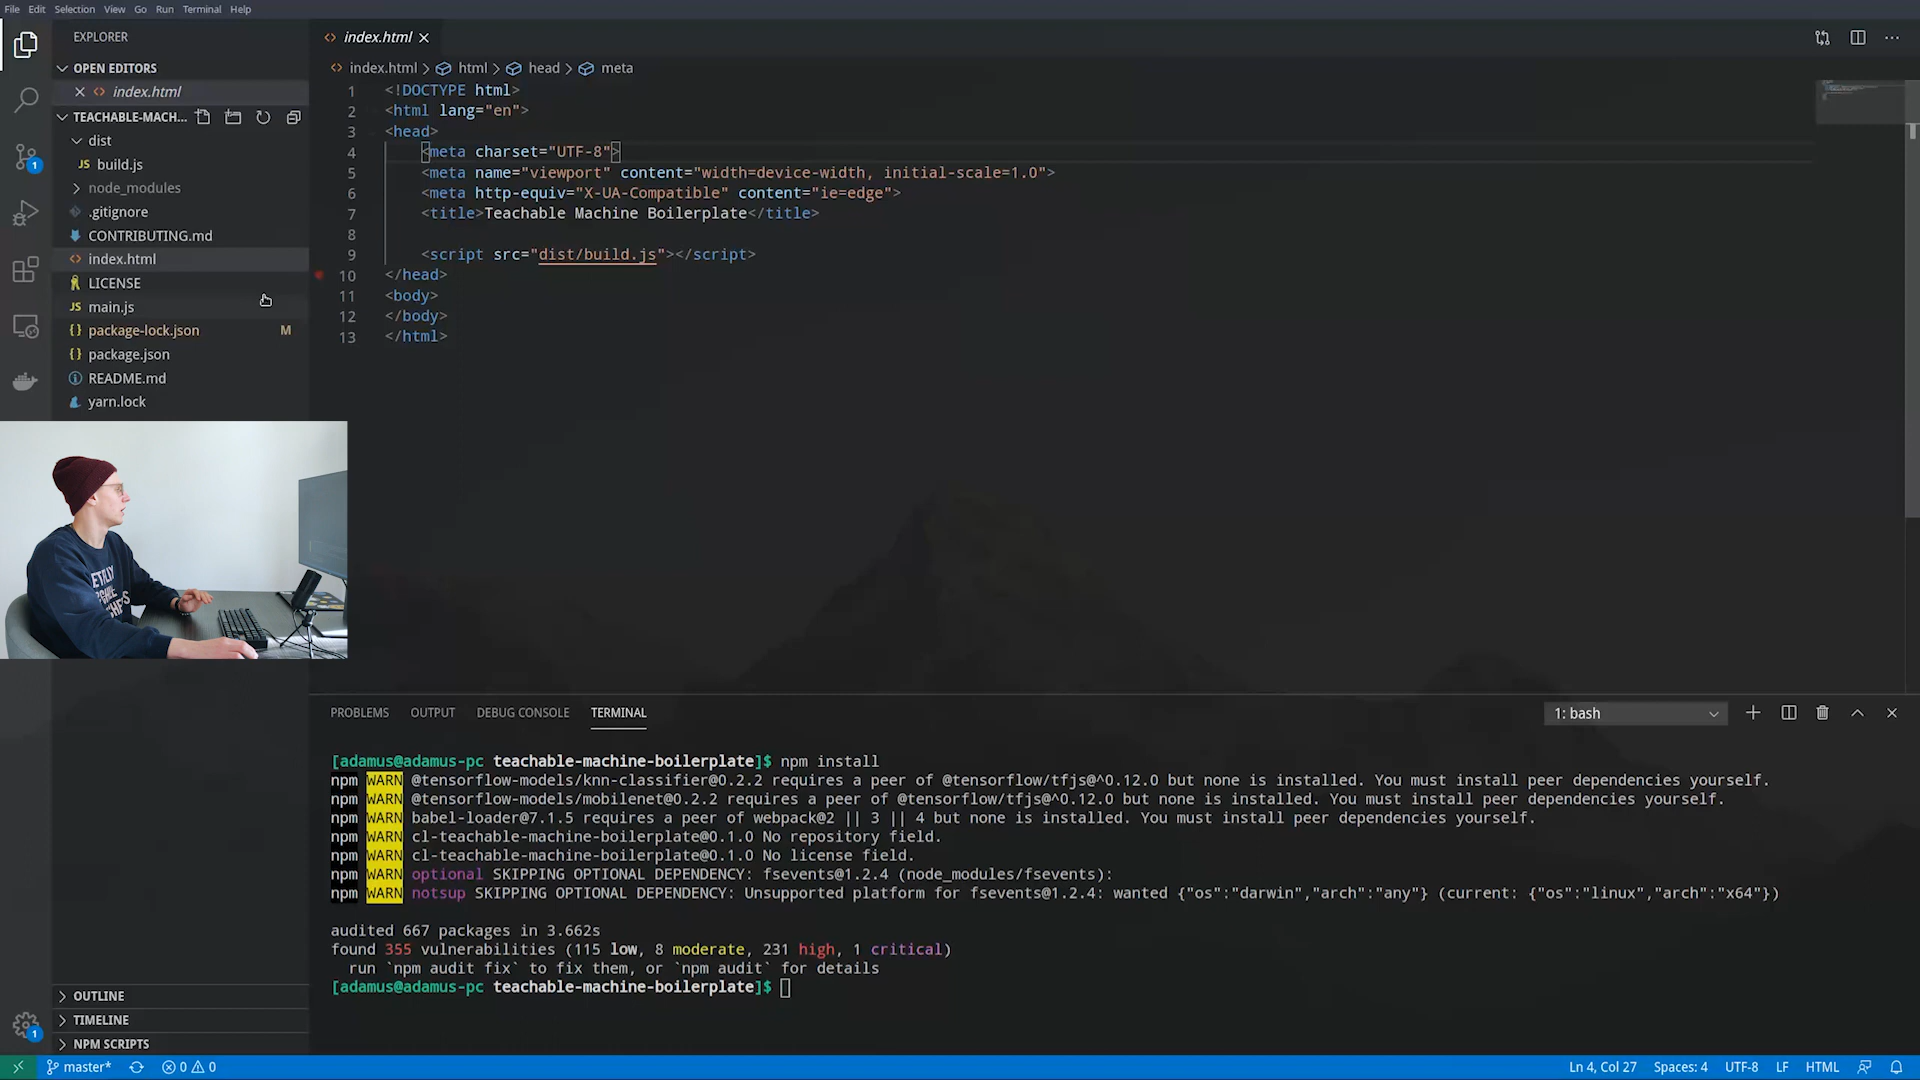 File Edit Selection View Go Run Terminal Help
EXPLORER
OPEN EDITORS
index.html
TEACHABLE-MACH...
dist
JS build.js
node_modules
.gitignore
CONTRIBUTING.md
index.html
LICENSE
JS main.js
{} package-lock.json M
{} package.json
README.md
yarn.lock
OUTLINE
TIMELINE
NPM SCRIPTS
1
1
index.html
index.html > html > head > meta
1 <!DOCTYPE html>
2 <html lang="en">
3 <head>
4 <meta charset="UTF-8">
5 <meta name="viewport" content="width=device-width, initial-scale=1.0">
6 <meta http-equiv="X-UA-Compatible" content="ie=edge">
7 <title>Teachable Machine Boilerplate</title>
8
9 <script src="dist/build.js"></script>
10 </head>
11 <body>
12 </body>
13 </html>
PROBLEMS OUTPUT DEBUG CONSOLE TERMINAL
1: bash
[adamus@adamus-pc teachable-machine-boilerplate]$ npm install
npm WARN @tensorflow-models/knn-classifier@0.2.2 requires a peer of @tensorflow/tfjs@^0.12.0 but none is installed. You must install peer dependencies yourself.
npm WARN @tensorflow-models/mobilenet@0.2.2 requires a peer of @tensorflow/tfjs@^0.12.0 but none is installed. You must install peer dependencies yourself.
npm WARN babel-loader@7.1.5 requires a peer of webpack@2 || 3 || 4 but none is installed. You must install peer dependencies yourself.
npm WARN cl-teachable-machine-boilerplate@0.1.0 No repository field.
npm WARN cl-teachable-machine-boilerplate@0.1.0 No license field.
npm WARN optional SKIPPING OPTIONAL DEPENDENCY: fsevents@1.2.4 (node_modules/fsevents):
npm WARN notsup SKIPPING OPTIONAL DEPENDENCY: Unsupported platform for fsevents@1.2.4: wanted {"os":"darwin","arch":"any"} (current: {"os":"linux","arch":"x64"})
audited 667 packages in 3.662s
found 355 vulnerabilities (115 low, 8 moderate, 231 high, 1 critical)
run `npm audit fix` to fix them, or `npm audit` for details
[adamus@adamus-pc teachable-machine-boilerplate]$
master* 0 0 Ln 4, Col 27 Spaces: 4 UTF-8 LF HTML